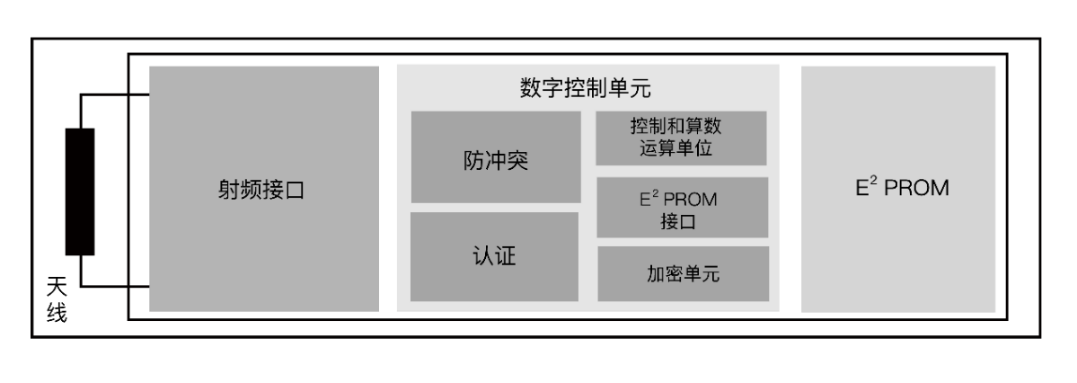 数字控制单元
天
线
射频接口
防冲突
认证
控制和算数
运算单位
E² PROM
接口
加密单元
E² PROM